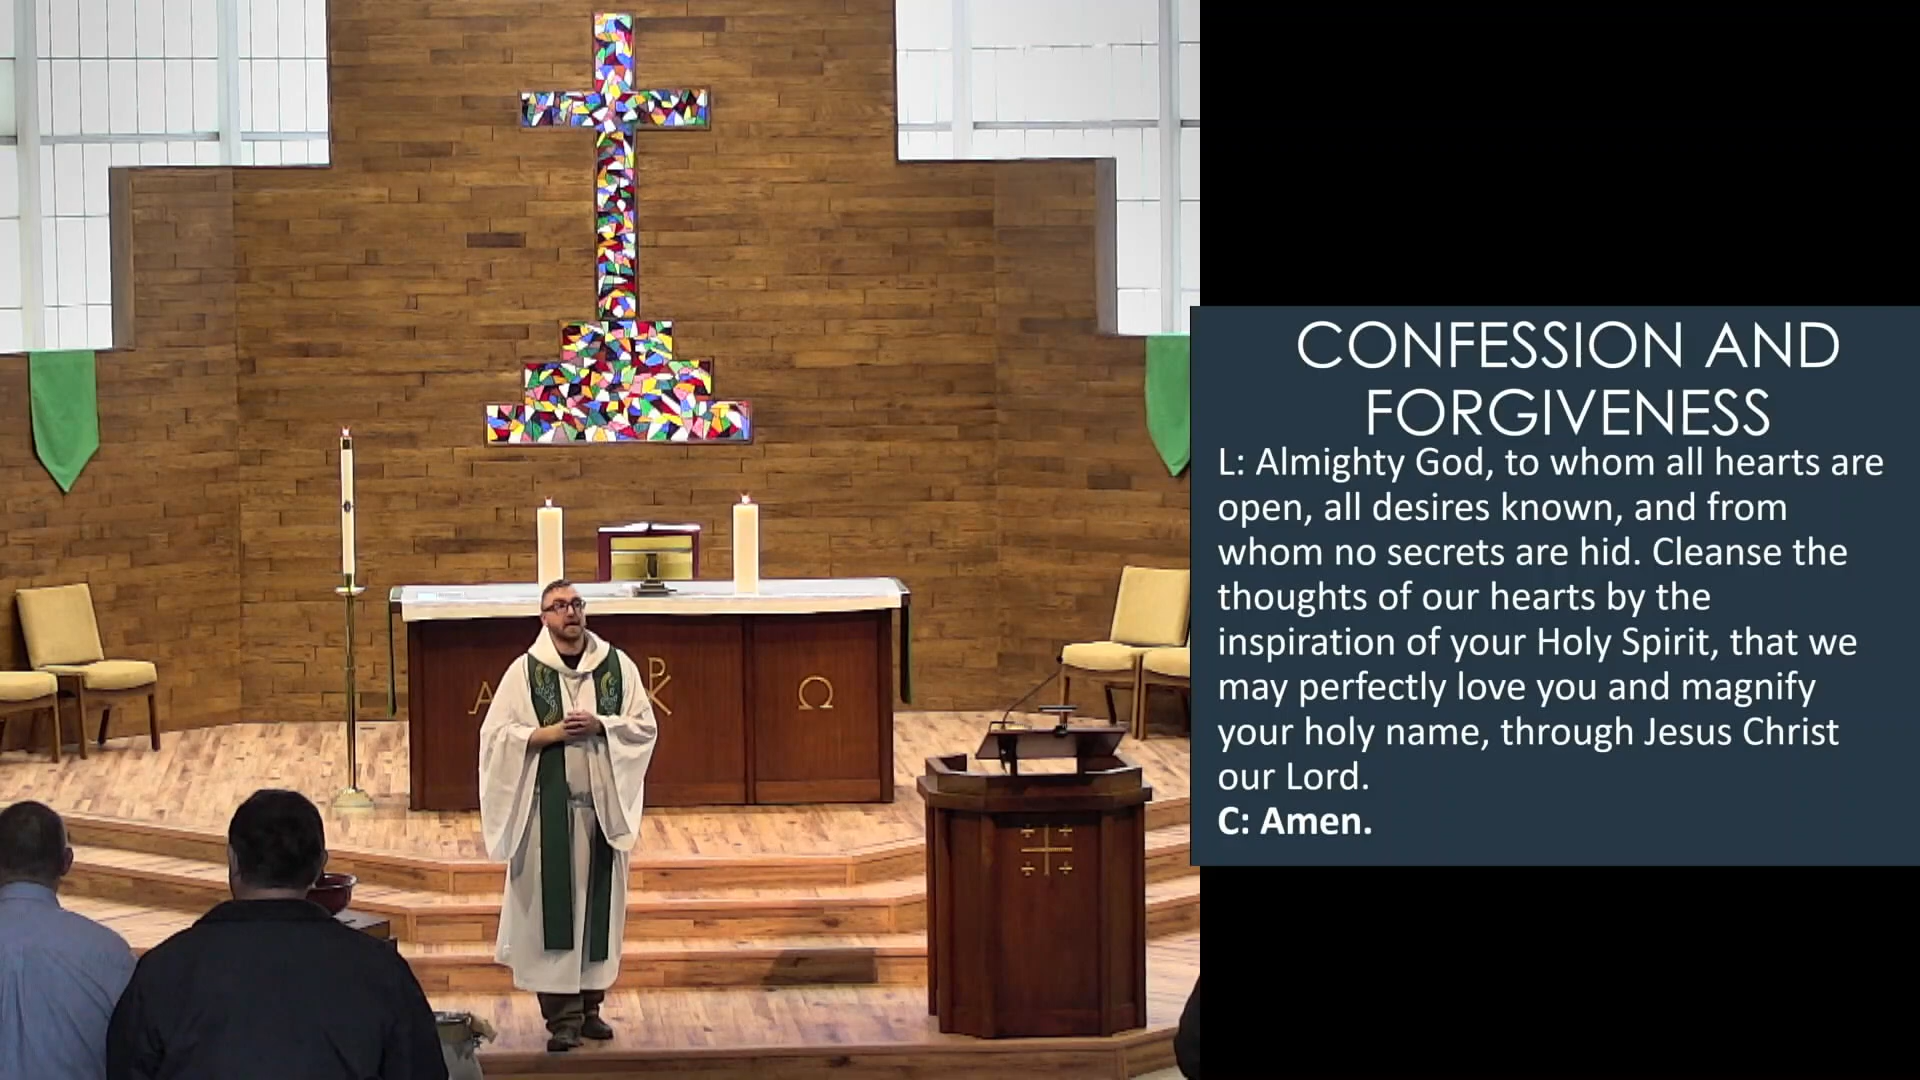 CONFESSION AND
FORGIVENESS
L: Almighty God, to whom all hearts are
open, all desires known, and from
whom no secrets are hid. Cleanse the
thoughts of our hearts by the
inspiration of your Holy Spirit, that we
may perfectly love you and magnify
your holy name, through Jesus Christ
our Lord.
C: Amen.
A ☧ Ω